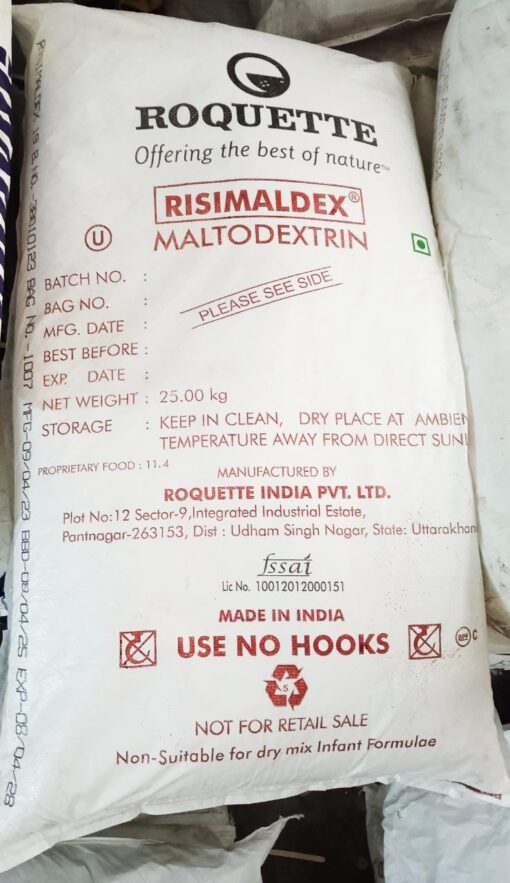 ROQUETTE
Offering the best of nature™
RISIMALDEX®
MALTODEXTRIN
U
BATCH NO. :
BAG NO. :
MFG. DATE :
BEST BEFORE :
EXP. DATE :
PLEASE SEE SIDE
NET WEIGHT : 25.00 kg
STORAGE : KEEP IN CLEAN, DRY PLACE AT AMBIEN
TEMPERATURE AWAY FROM DIRECT SUNL
PROPRIETARY FOOD : 11.4
MANUFACTURED BY
ROQUETTE INDIA PVT. LTD.
Plot No:12 Sector-9,Integrated Industrial Estate,
Pantnagar-263153, Dist : Udham Singh Nagar, State: Uttarakhan
fssai
Lic No. 10012012000151
MADE IN INDIA
USE NO HOOKS
5
NOT FOR RETAIL SALE
Non-Suitable for dry mix Infant Formulae
BAG NO.-1007 MFG-09/04/23 BBD-08/04/25 EXP-08/04/28